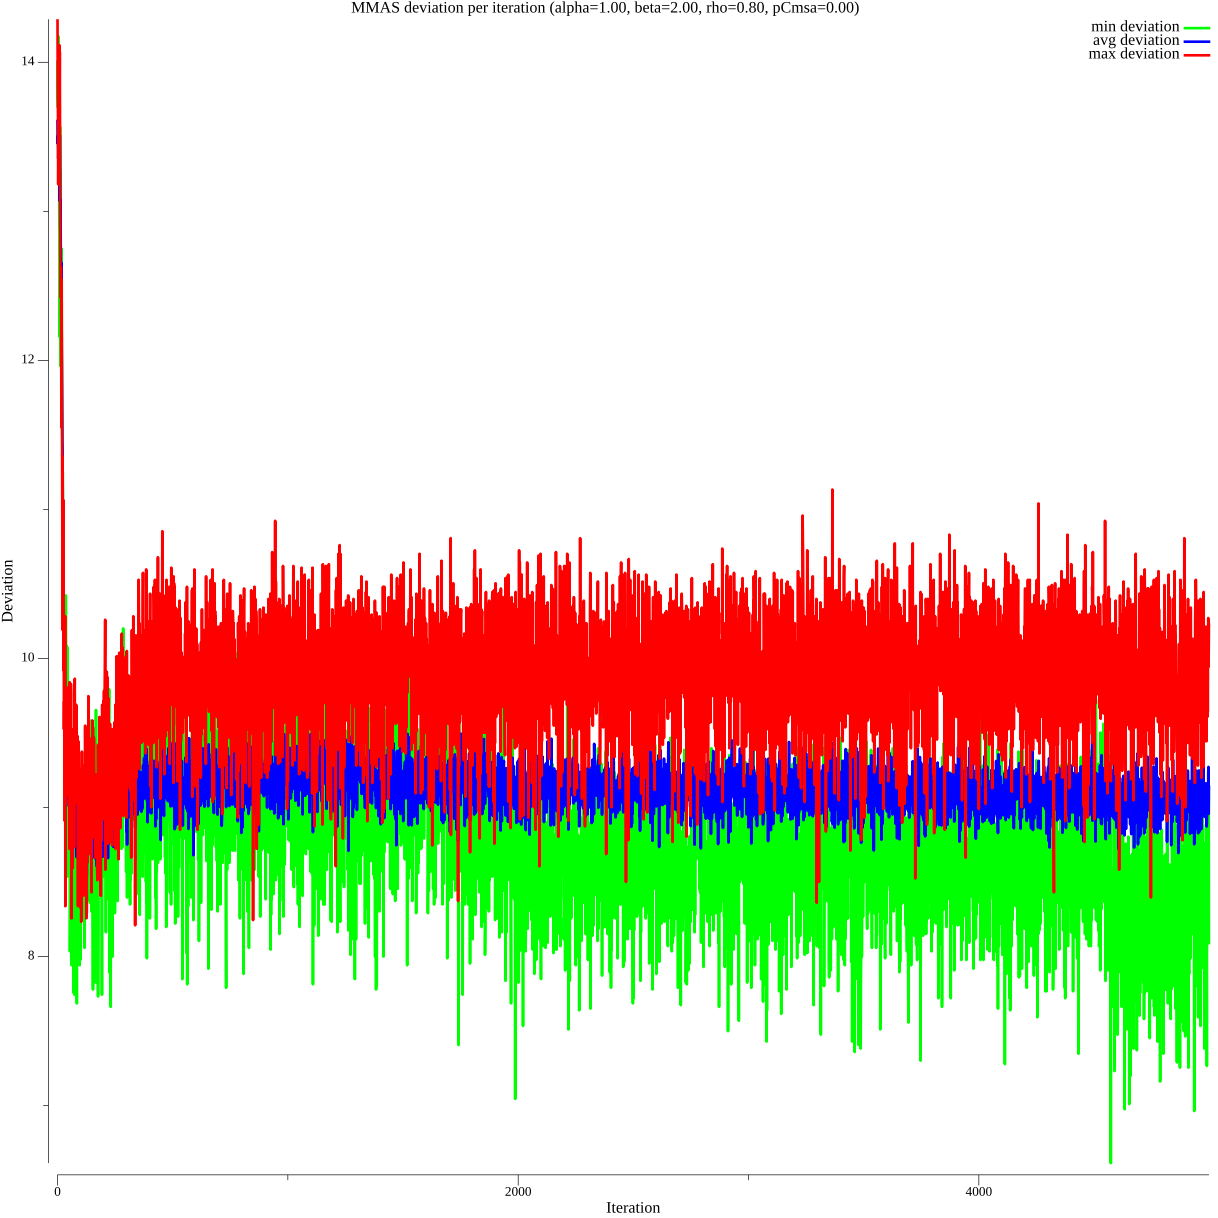 MMAS deviation per iteration (alpha=1.00, beta=2.00, rho=0.80, pCmsa=0.00)
min deviation
avg deviation
max deviation
14
12
10
8
Deviation
0
2000
4000
Iteration